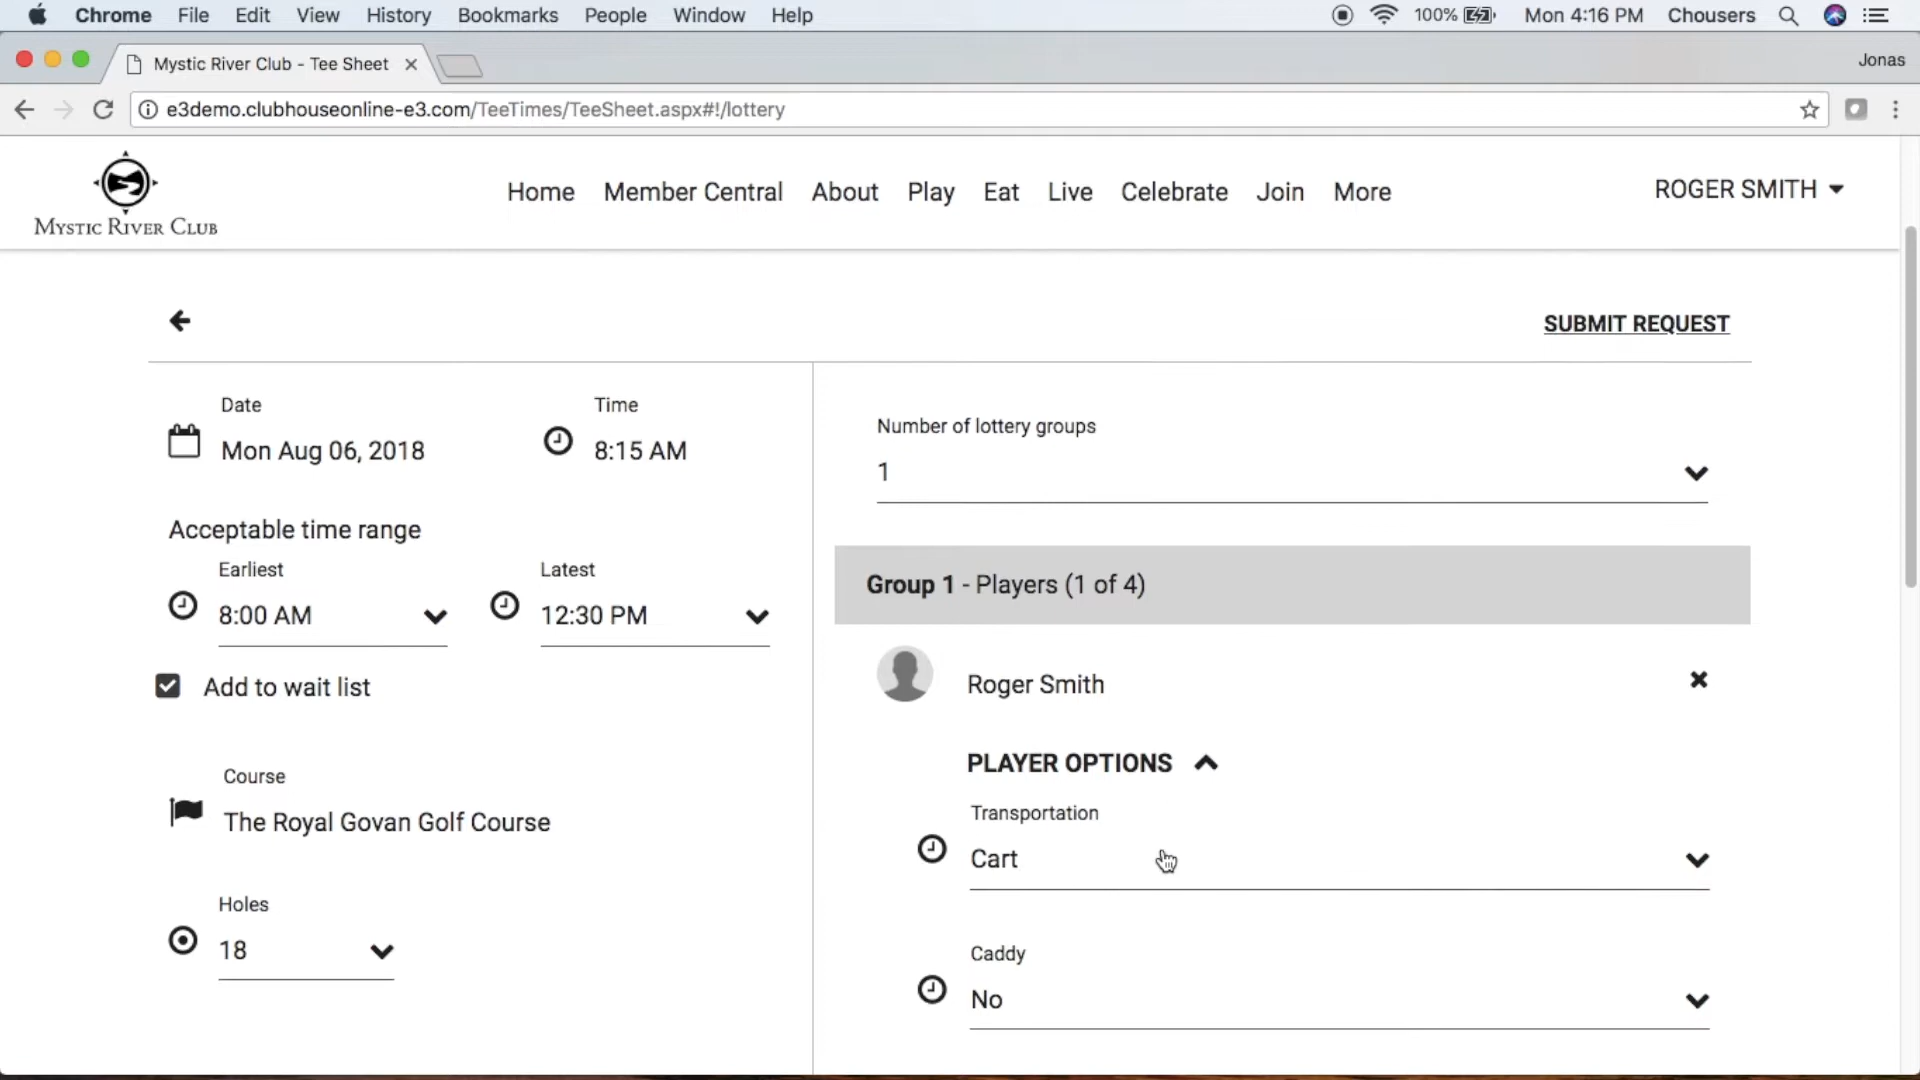 Chrome File Edit View History Bookmarks People Window Help 100% Mon 4:16 PM Chousers
Mystic River Club - Tee Sheet Jonas
e3demo.clubhouseonline-e3.com/TeeTimes/TeeSheet.aspx#!/lottery
MYSTIC RIVER CLUB
Home Member Central About Play Eat Live Celebrate Join More ROGER SMITH
SUBMIT REQUEST
Date Time
Mon Aug 06, 2018 8:15 AM
Acceptable time range
Earliest Latest
8:00 AM 12:30 PM
Add to wait list
Course
The Royal Govan Golf Course
Holes
18
Number of lottery groups
1
Group 1 - Players (1 of 4)
Roger Smith
PLAYER OPTIONS
Transportation
Cart
Caddy
No